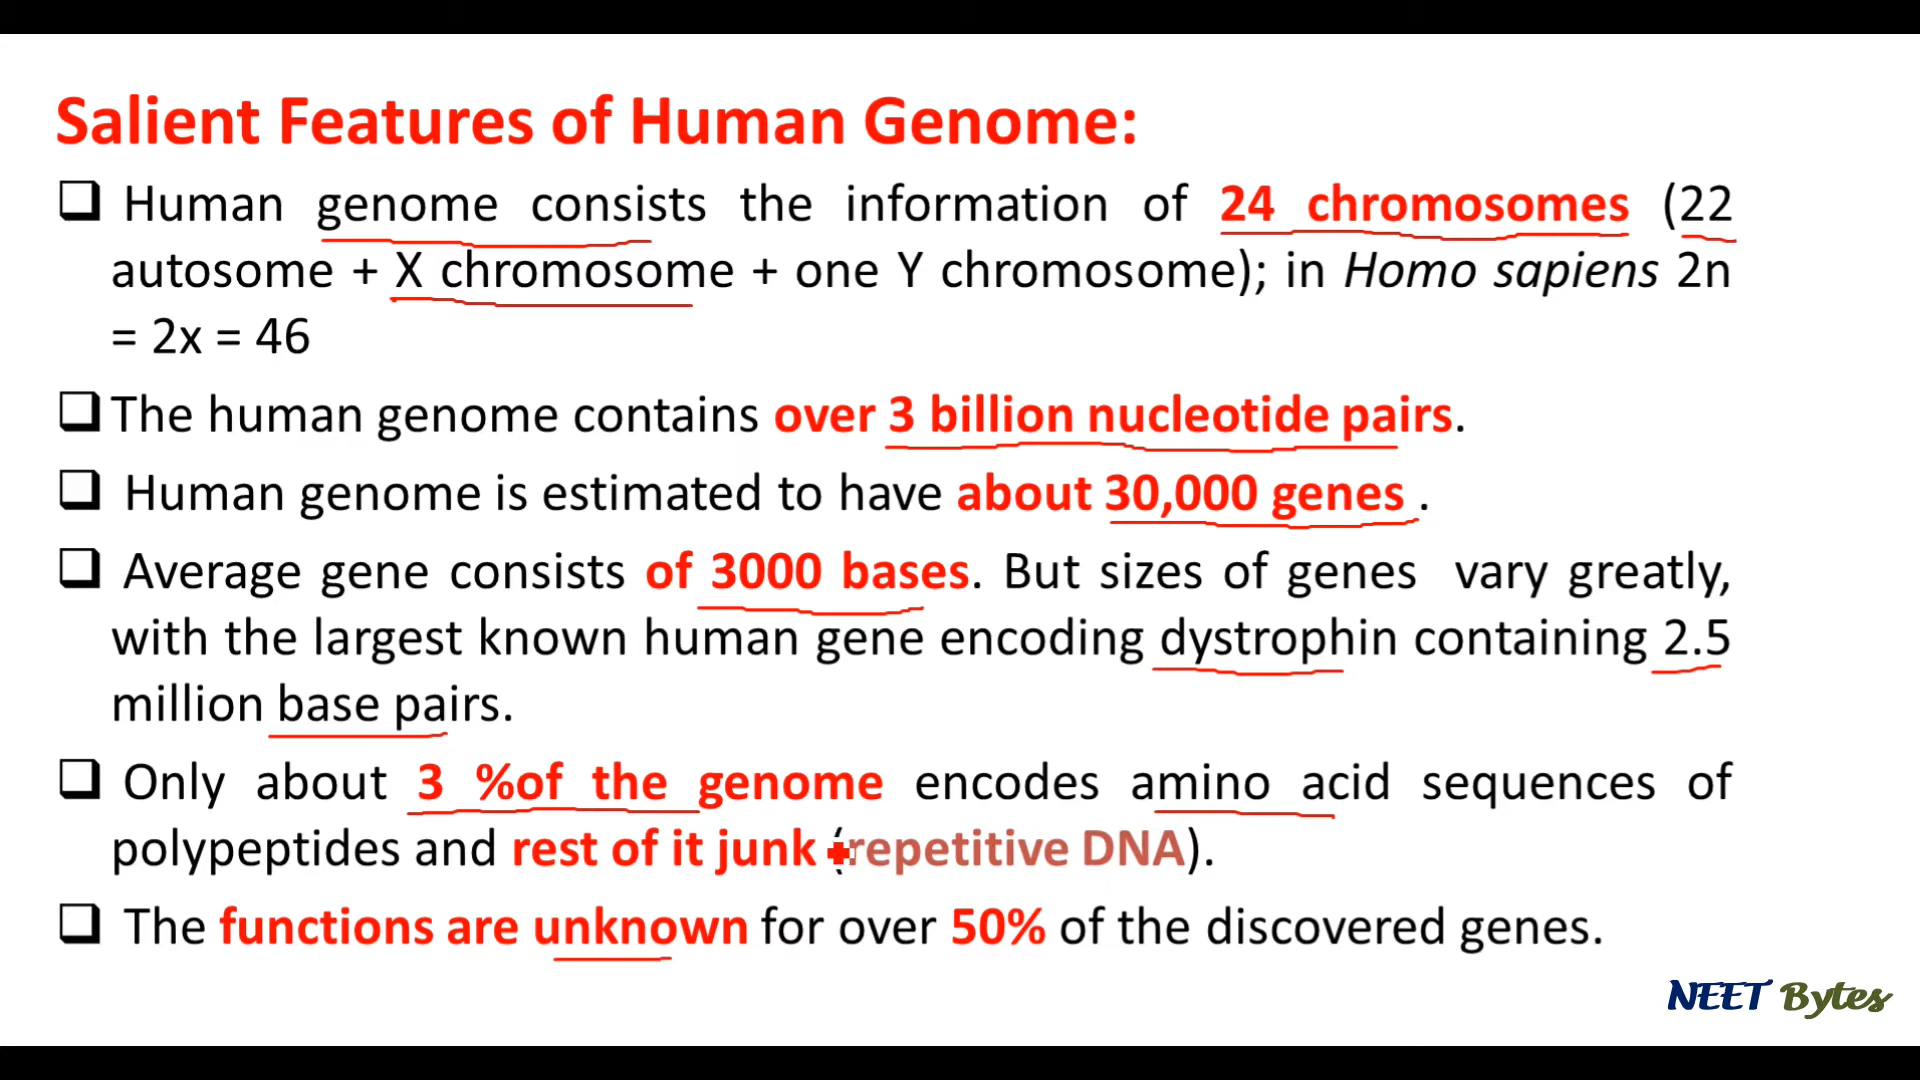 Salient Features of Human Genome:
❑ Human genome consists the information of 24 chromosomes (22
autosome + X chromosome + one Y chromosome); in Homo sapiens 2n
= 2x = 46
❑ The human genome contains over 3 billion nucleotide pairs.
❑ Human genome is estimated to have about 30,000 genes .
❑ Average gene consists of 3000 bases. But sizes of genes vary greatly,
with the largest known human gene encoding dystrophin containing 2.5
million base pairs.
❑ Only about 3 %of the genome encodes amino acid sequences of
polypeptides and rest of it junk (repetitive DNA).
❑ The functions are unknown for over 50% of the discovered genes.
NEET Bytes